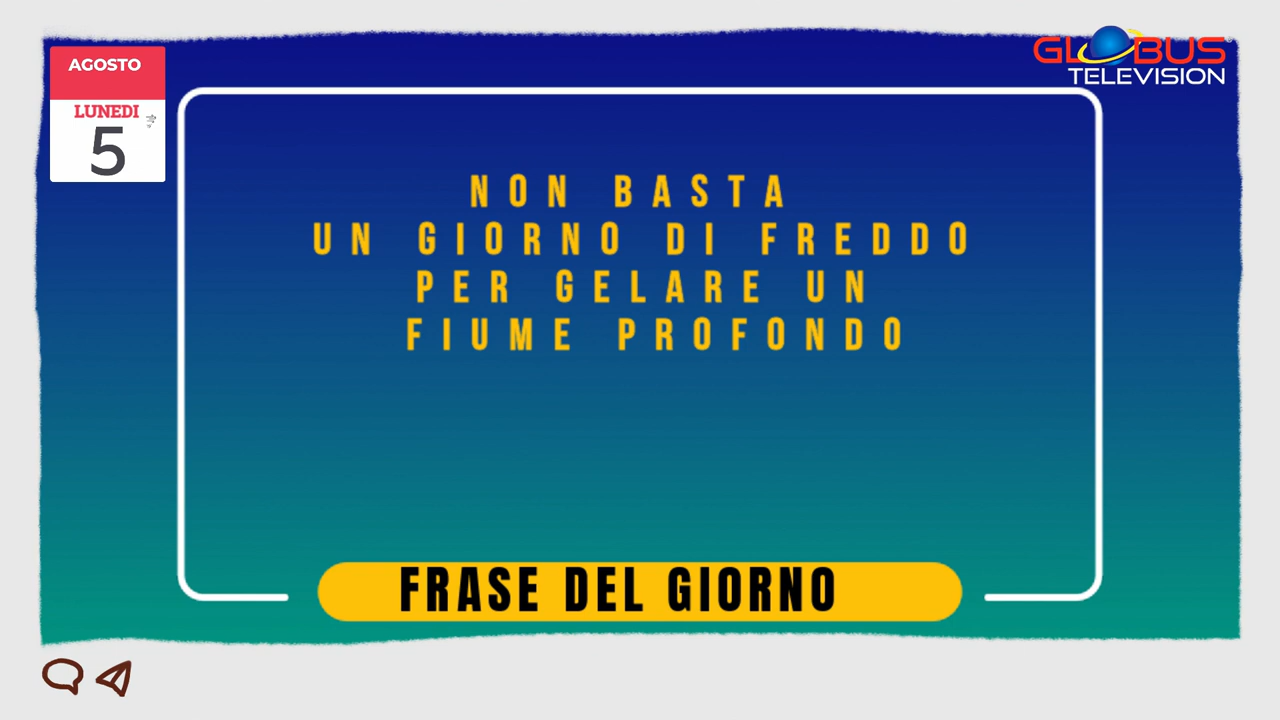 AGOSTO
LUNEDI
5
GLOBUS
TELEVISION
NON BASTA
UN GIORNO DI FREDDO
PER GELARE UN
FIUME PROFONDO
FRASE DEL GIORNO